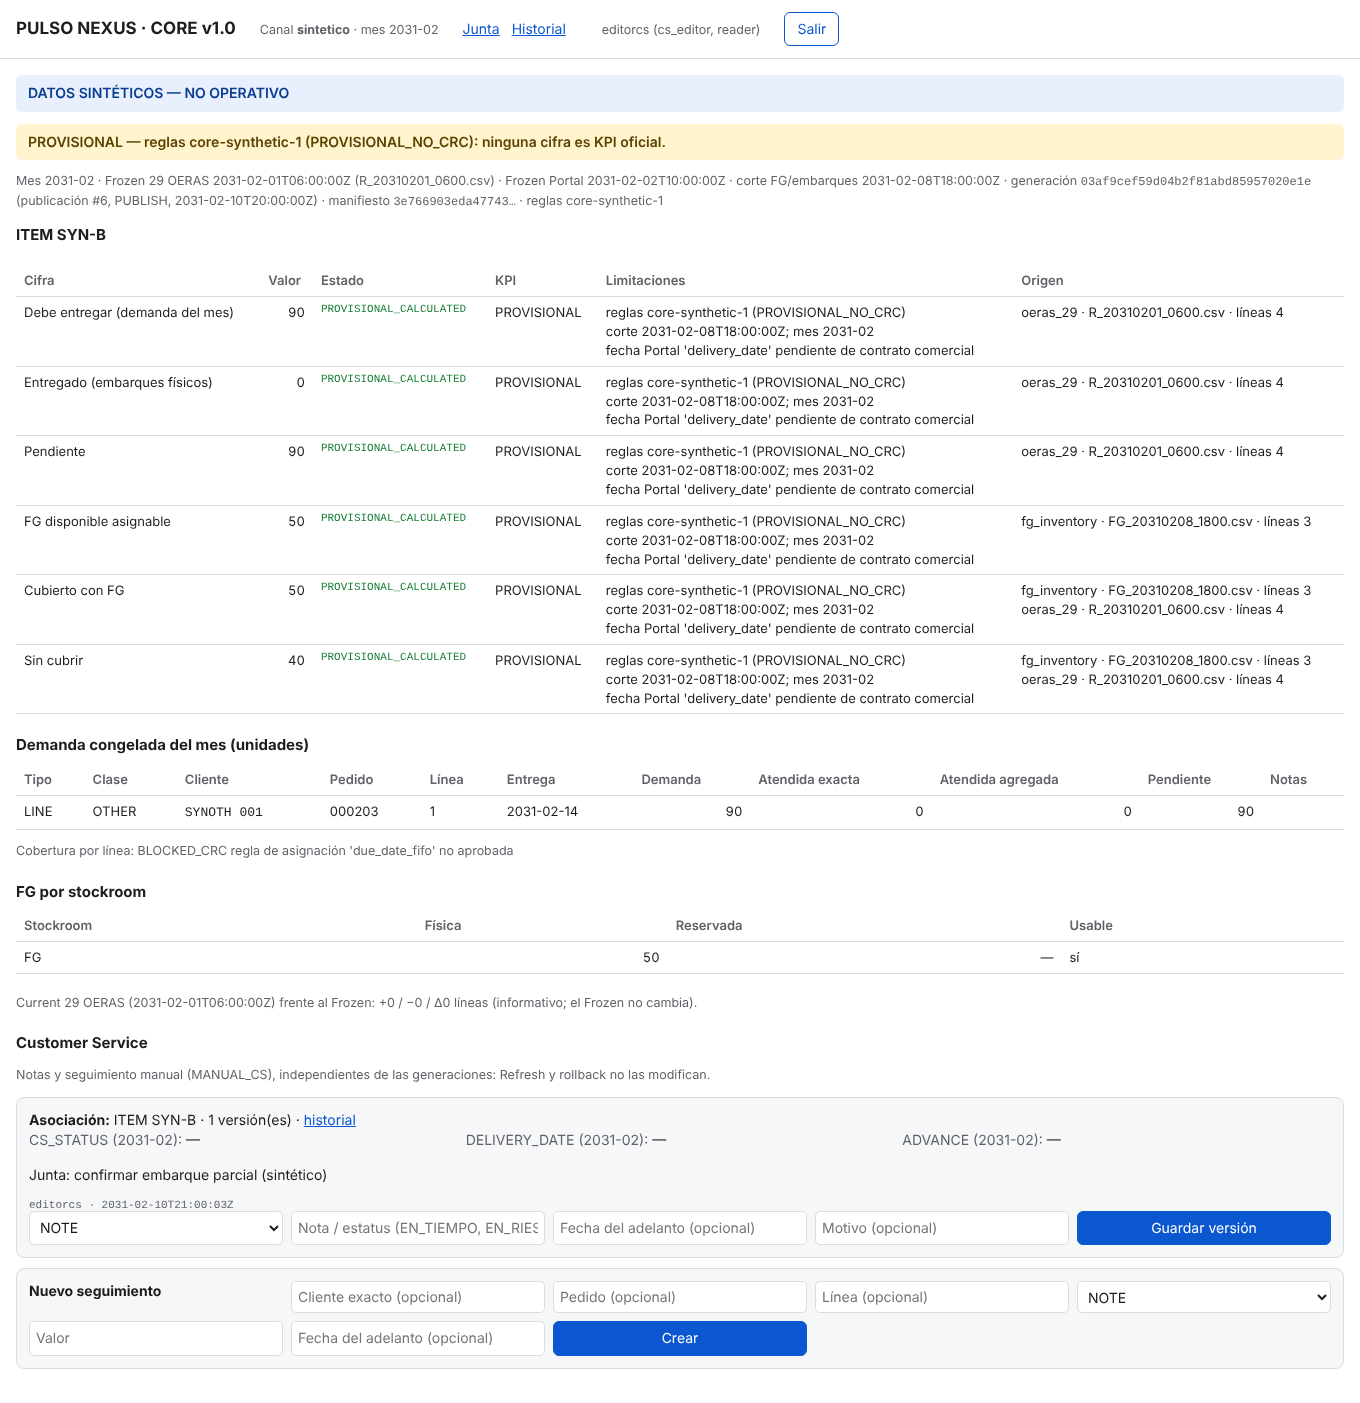 PULSO NEXUS · CORE v1.0 Canal sintetico · mes 2031-02 Junta Historial editorcs (cs_editor, reader) Salir
DATOS SINTÉTICOS — NO OPERATIVO
PROVISIONAL — reglas core-synthetic-1 (PROVISIONAL_NO_CRC): ninguna cifra es KPI oficial.
Mes 2031-02 · Frozen 29 OERAS 2031-02-01T06:00:00Z (R_20310201_0600.csv) · Frozen Portal 2031-02-02T10:00:00Z · corte FG/embarques 2031-02-08T18:00:00Z · generación 03af9cef59d04b2f81abd85957020e1e
(publicación #6, PUBLISH, 2031-02-10T20:00:00Z) · manifiesto 3e766903eda47743… · reglas core-synthetic-1
ITEM SYN-B
Cifra Valor Estado KPI Limitaciones Origen
Debe entregar (demanda del mes) 90 PROVISIONAL_CALCULATED PROVISIONAL reglas core-synthetic-1 (PROVISIONAL_NO_CRC) oeras_29 · R_20310201_0600.csv · líneas 4
corte 2031-02-08T18:00:00Z; mes 2031-02
fecha Portal 'delivery_date' pendiente de contrato comercial
Entregado (embarques físicos) 0 PROVISIONAL_CALCULATED PROVISIONAL reglas core-synthetic-1 (PROVISIONAL_NO_CRC) oeras_29 · R_20310201_0600.csv · líneas 4
corte 2031-02-08T18:00:00Z; mes 2031-02
fecha Portal 'delivery_date' pendiente de contrato comercial
Pendiente 90 PROVISIONAL_CALCULATED PROVISIONAL reglas core-synthetic-1 (PROVISIONAL_NO_CRC) oeras_29 · R_20310201_0600.csv · líneas 4
corte 2031-02-08T18:00:00Z; mes 2031-02
fecha Portal 'delivery_date' pendiente de contrato comercial
FG disponible asignable 50 PROVISIONAL_CALCULATED PROVISIONAL reglas core-synthetic-1 (PROVISIONAL_NO_CRC) fg_inventory · FG_20310208_1800.csv · líneas 3
corte 2031-02-08T18:00:00Z; mes 2031-02
fecha Portal 'delivery_date' pendiente de contrato comercial
Cubierto con FG 50 PROVISIONAL_CALCULATED PROVISIONAL reglas core-synthetic-1 (PROVISIONAL_NO_CRC) fg_inventory · FG_20310208_1800.csv · líneas 3
corte 2031-02-08T18:00:00Z; mes 2031-02 oeras_29 · R_20310201_0600.csv · líneas 4
fecha Portal 'delivery_date' pendiente de contrato comercial
Sin cubrir 40 PROVISIONAL_CALCULATED PROVISIONAL reglas core-synthetic-1 (PROVISIONAL_NO_CRC) fg_inventory · FG_20310208_1800.csv · líneas 3
corte 2031-02-08T18:00:00Z; mes 2031-02 oeras_29 · R_20310201_0600.csv · líneas 4
fecha Portal 'delivery_date' pendiente de contrato comercial
Demanda congelada del mes (unidades)
Tipo Clase Cliente Pedido Línea Entrega Demanda Atendida exacta Atendida agregada Pendiente Notas
LINE OTHER SYNOTH 001 000203 1 2031-02-14 90 0 0 90
Cobertura por línea: BLOCKED_CRC regla de asignación 'due_date_fifo' no aprobada
FG por stockroom
Stockroom Física Reservada Usable
FG 50 — sí
Current 29 OERAS (2031-02-01T06:00:00Z) frente al Frozen: +0 / −0 / Δ0 líneas (informativo; el Frozen no cambia).
Customer Service
Notas y seguimiento manual (MANUAL_CS), independientes de las generaciones: Refresh y rollback no las modifican.
Asociación: ITEM SYN-B · 1 versión(es) · historial
CS_STATUS (2031-02): — DELIVERY_DATE (2031-02): — ADVANCE (2031-02): —
Junta: confirmar embarque parcial (sintético)
editorcs · 2031-02-10T21:00:03Z
NOTE Nota / estatus (EN_TIEMPO, EN_RIES Fecha del adelanto (opcional) Motivo (opcional) Guardar versión
Nuevo seguimiento Cliente exacto (opcional) Pedido (opcional) Línea (opcional) NOTE
Valor Fecha del adelanto (opcional) Crear